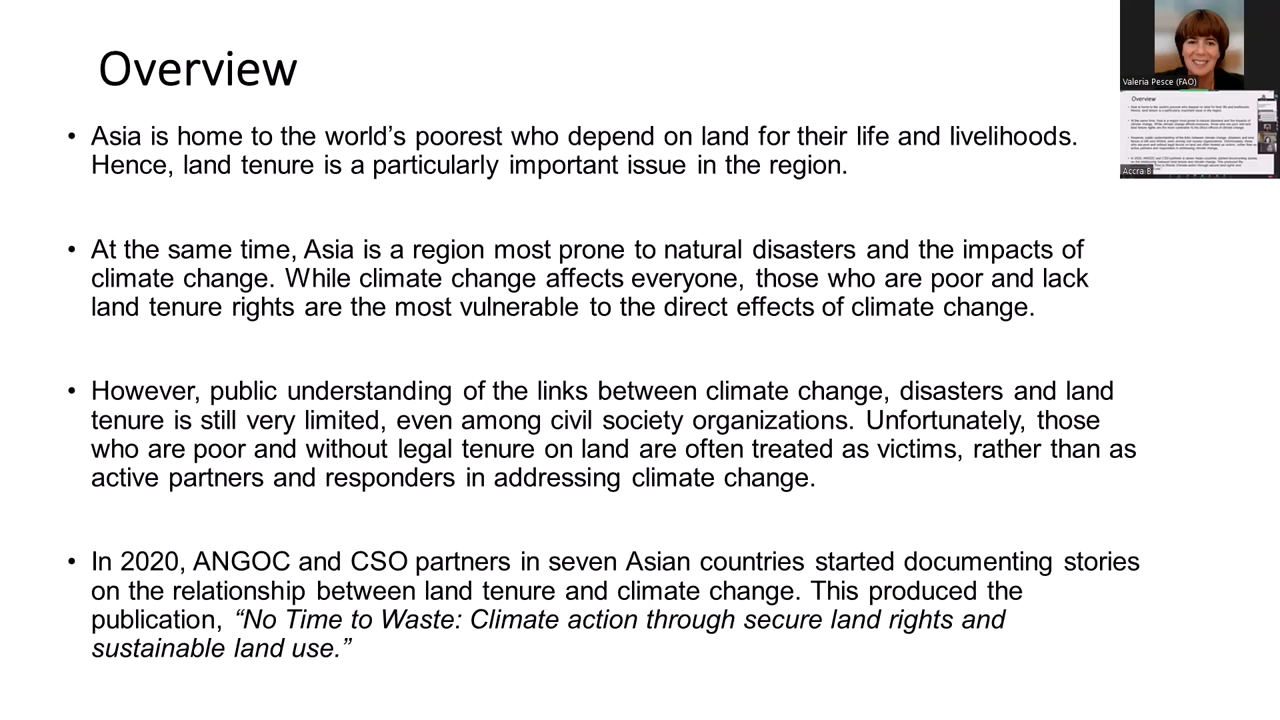 Overview
• Asia is home to the world’s poorest who depend on land for their life and livelihoods.
Hence, land tenure is a particularly important issue in the region.
• At the same time, Asia is a region most prone to natural disasters and the impacts of
climate change. While climate change affects everyone, those who are poor and lack
land tenure rights are the most vulnerable to the direct effects of climate change.
• However, public understanding of the links between climate change, disasters and land
tenure is still very limited, even among civil society organizations. Unfortunately, those
who are poor and without legal tenure on land are often treated as victims, rather than as
active partners and responders in addressing climate change.
• In 2020, ANGOC and CSO partners in seven Asian countries started documenting stories
on the relationship between land tenure and climate change. This produced the
publication, “No Time to Waste: Climate action through secure land rights and
sustainable land use.”
Valeria Pesce (FAO)
Overview
Accra B